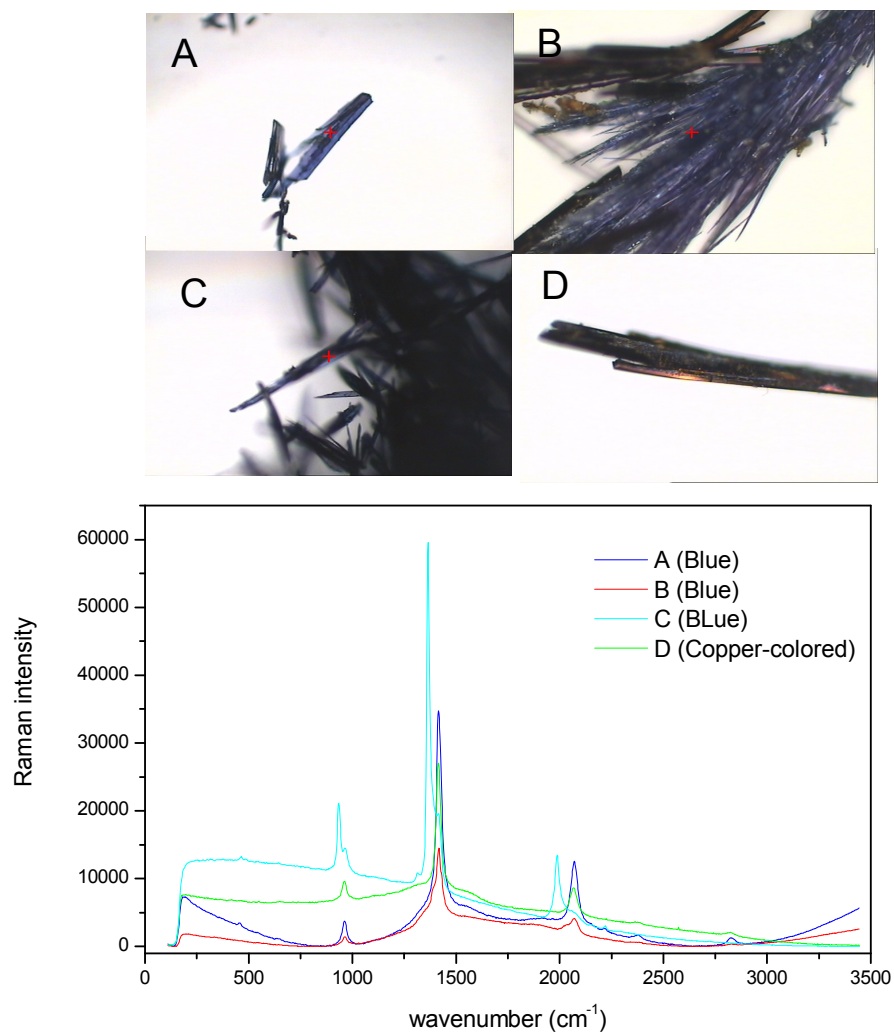 A
B
C
D
60000
50000
40000
30000
20000
10000
0
Raman intensity
A (Blue)
B (Blue)
C (BLue)
D (Copper-colored)
0 500 1000 1500 2000 2500 3000 3500
wavenumber (cm⁻¹)